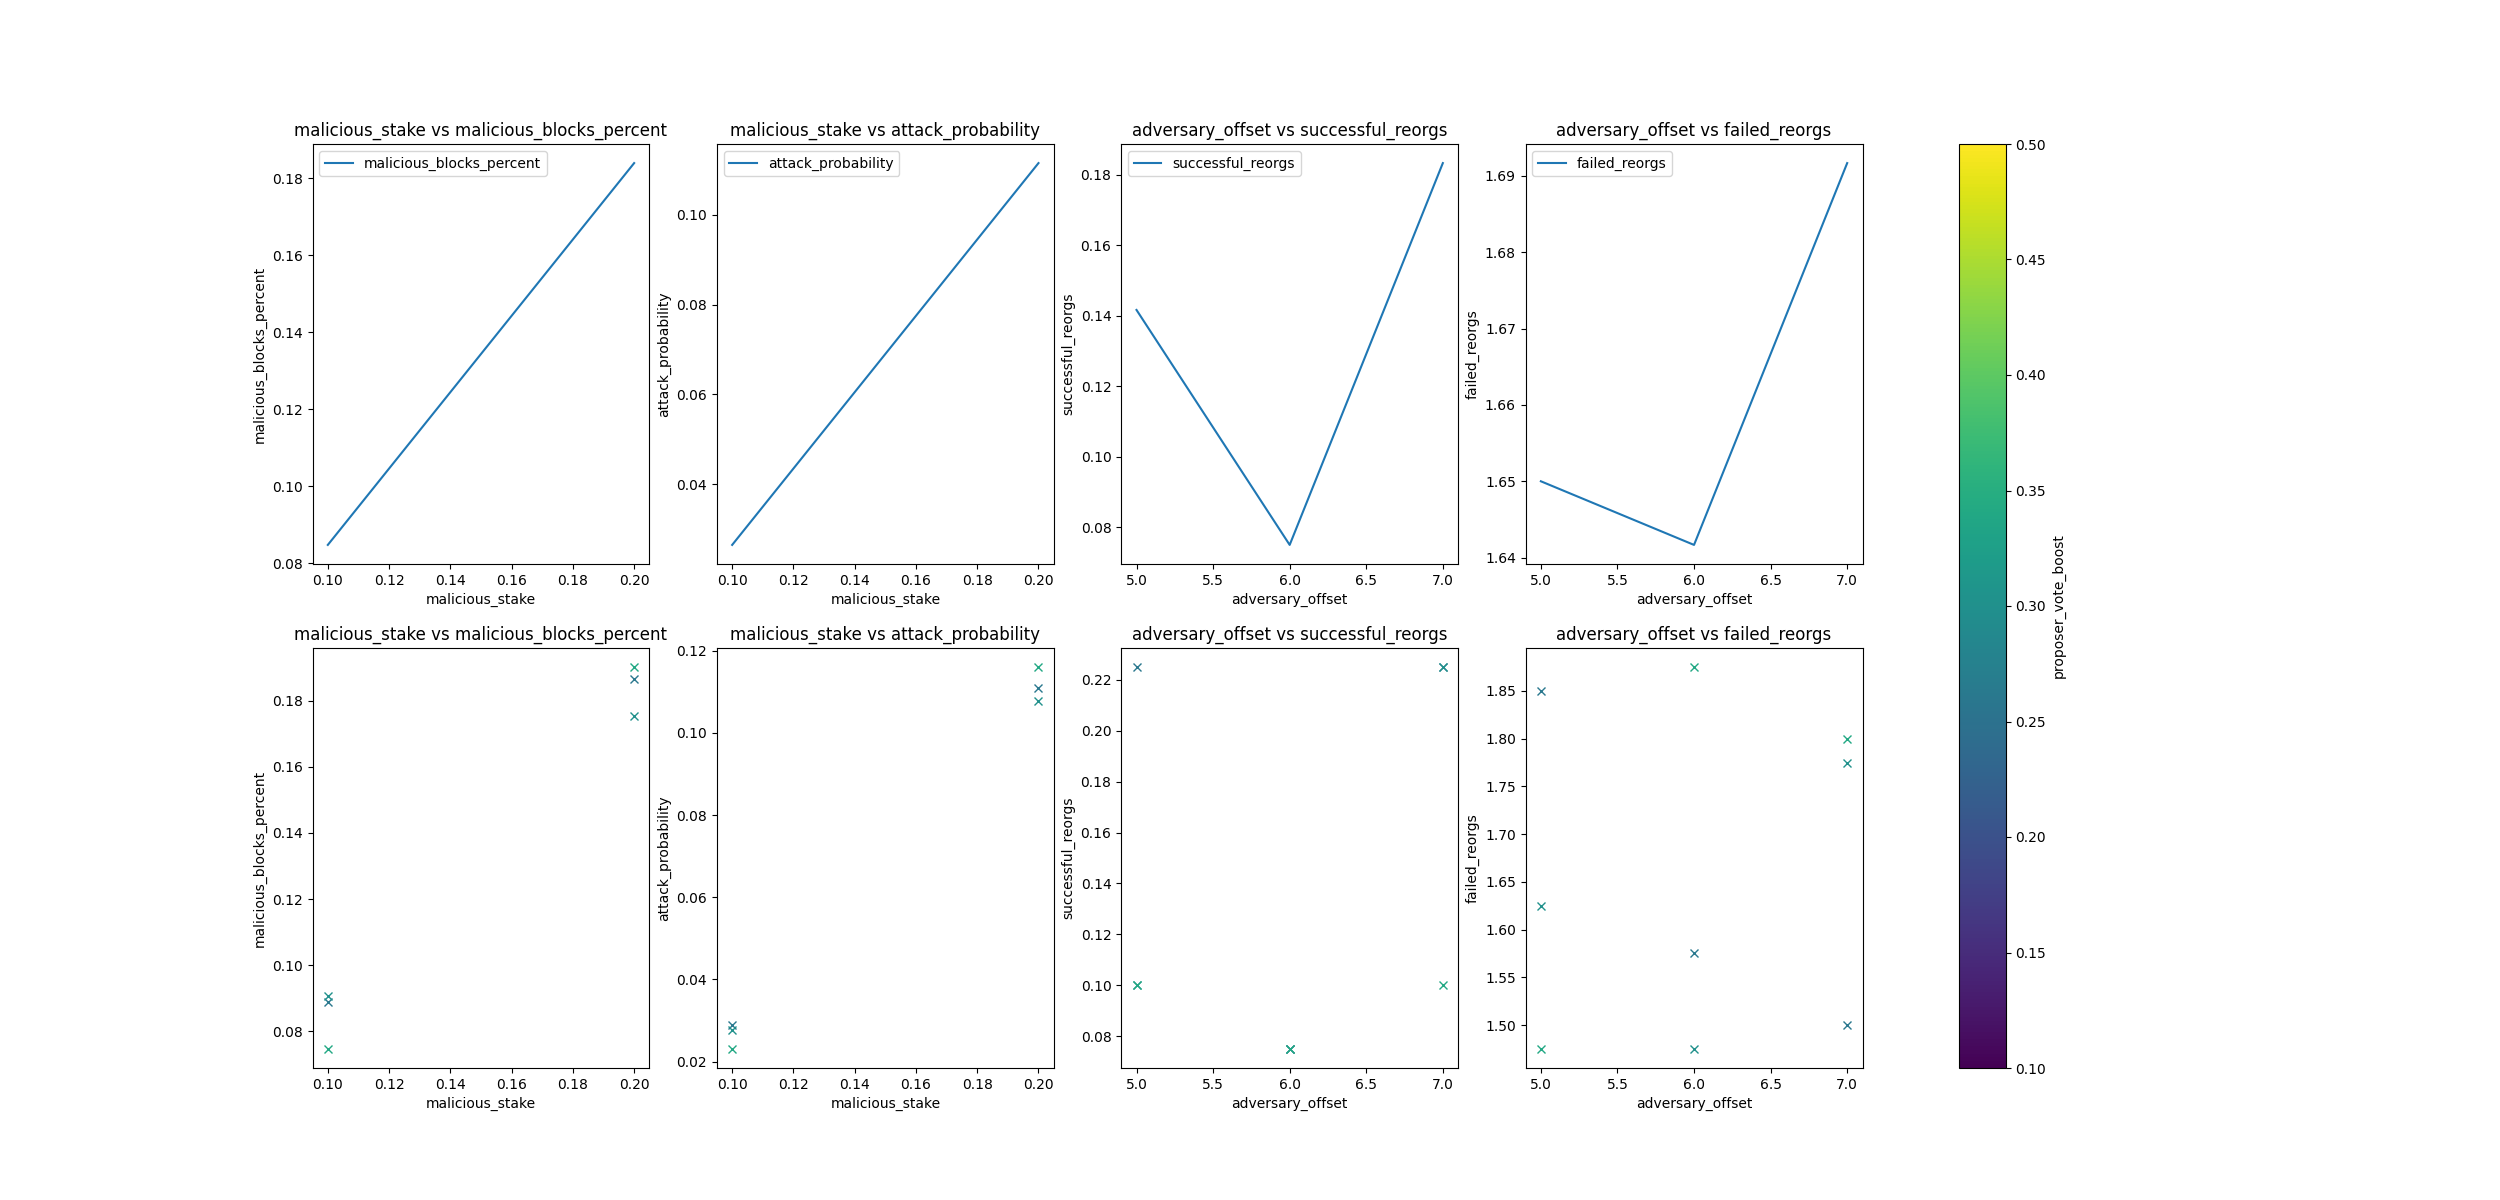 malicious_stake vs malicious_blocks_percent
malicious_blocks_percent
0.18
0.16
0.14
0.12
0.10
0.08
malicious_blocks_percent
0.10 0.12 0.14 0.16 0.18 0.20
malicious_stake
malicious_stake vs attack_probability
attack_probability
0.10
0.08
0.06
0.04
attack_probability
0.10 0.12 0.14 0.16 0.18 0.20
malicious_stake
adversary_offset vs successful_reorgs
successful_reorgs
0.18
0.16
0.14
0.12
0.10
0.08
successful_reorgs
5.0 5.5 6.0 6.5 7.0
adversary_offset
adversary_offset vs failed_reorgs
failed_reorgs
1.69
1.68
1.67
1.66
1.65
1.64
failed_reorgs
5.0 5.5 6.0 6.5 7.0
adversary_offset
malicious_stake vs malicious_blocks_percent
0.18
0.16
0.14
0.12
0.10
0.08
malicious_blocks_percent
0.10 0.12 0.14 0.16 0.18 0.20
malicious_stake
malicious_stake vs attack_probability
0.12
0.10
0.08
0.06
0.04
0.02
attack_probability
0.10 0.12 0.14 0.16 0.18 0.20
malicious_stake
adversary_offset vs successful_reorgs
0.22
0.20
0.18
0.16
0.14
0.12
0.10
0.08
successful_reorgs
5.0 5.5 6.0 6.5 7.0
adversary_offset
adversary_offset vs failed_reorgs
1.85
1.80
1.75
1.70
1.65
1.60
1.55
1.50
failed_reorgs
5.0 5.5 6.0 6.5 7.0
adversary_offset
0.50
0.45
0.40
0.35
0.30
0.25
0.20
0.15
0.10
proposer_vote_boost